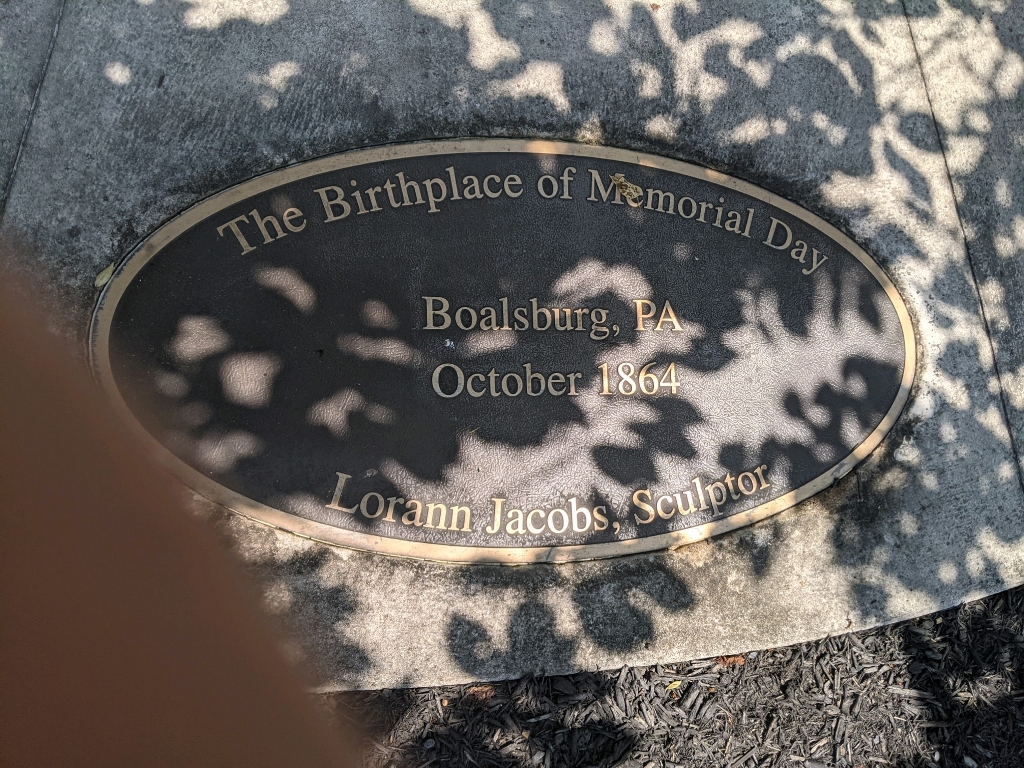 The Birthplace of Memorial Day
Boalsburg, PA
October 1864
Lorann Jacobs, Sculptor